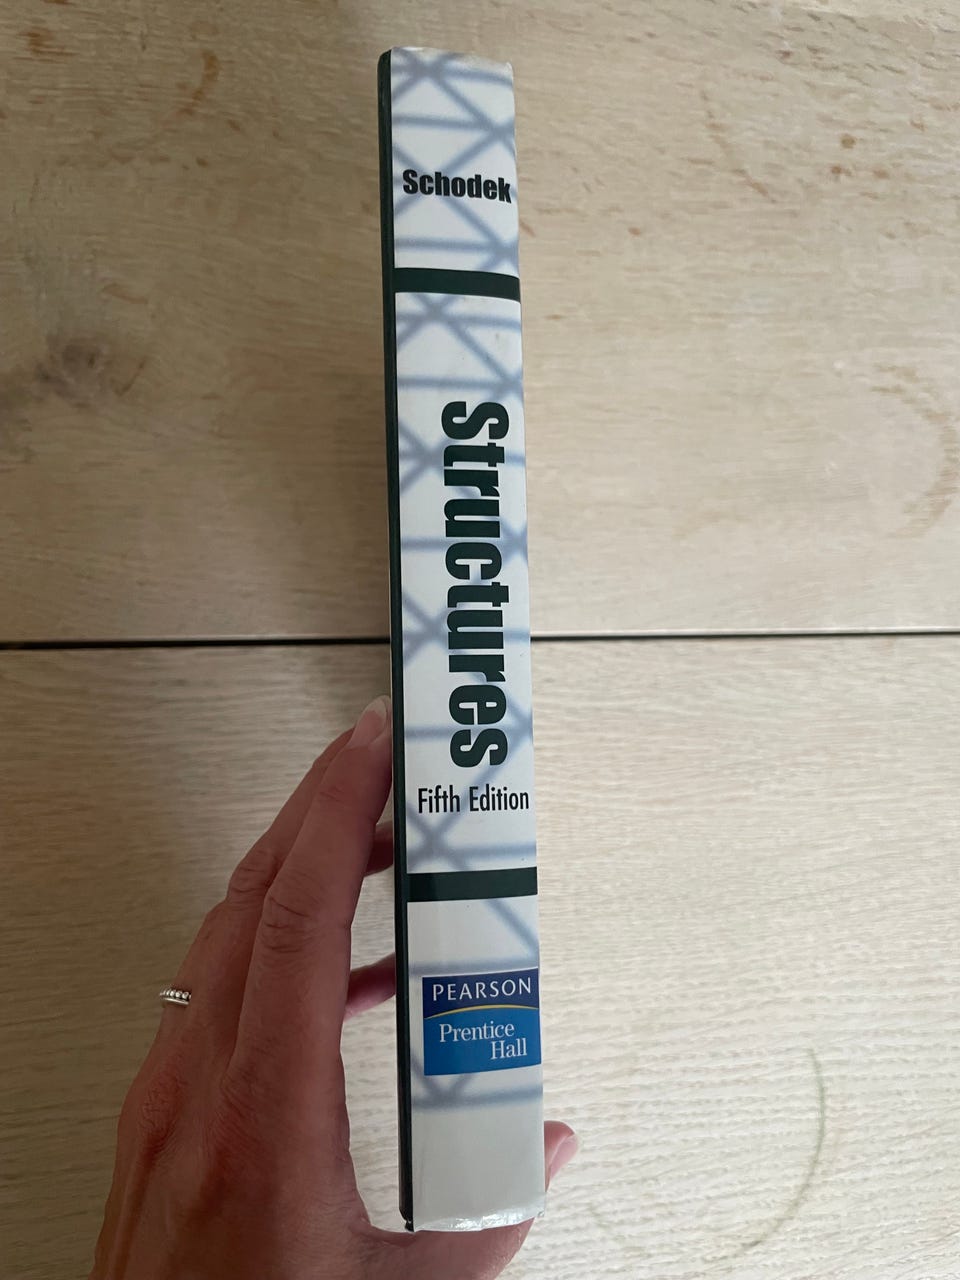 Schodek
Structures
Fifth Edition
PEARSON
Prentice
Hall